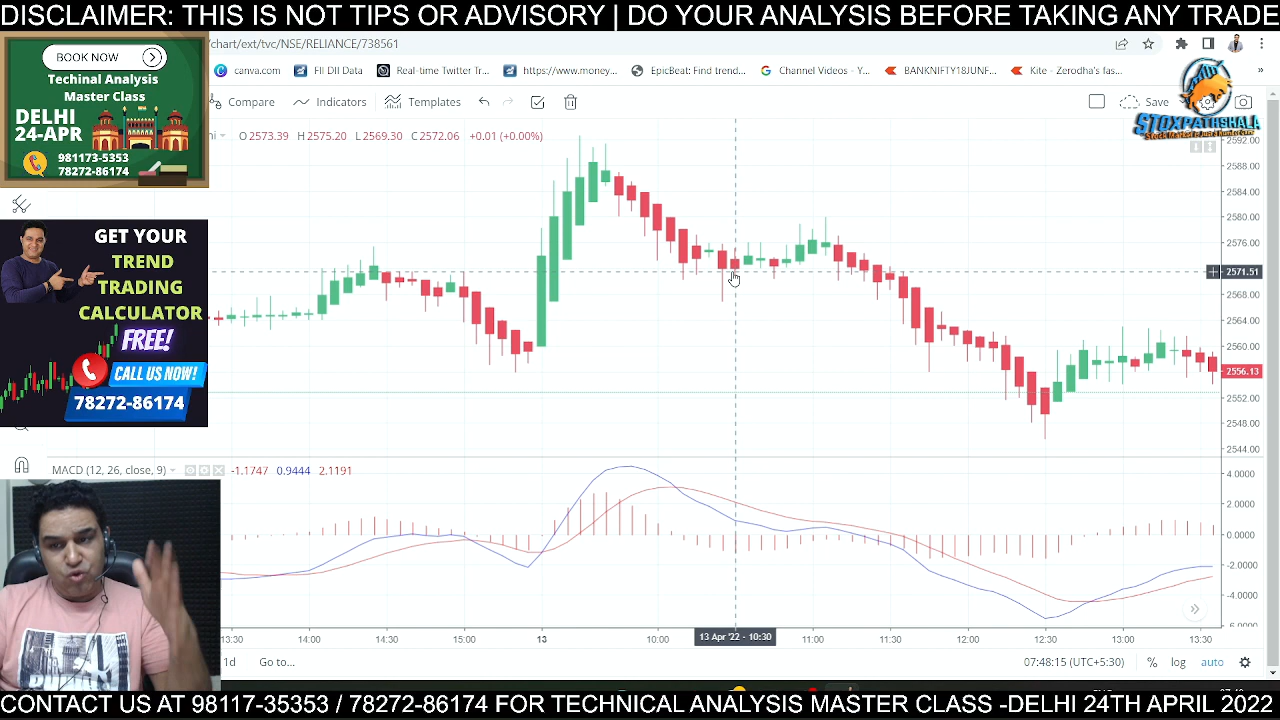 DISCLAIMER: THIS IS NOT TIPS OR ADVISORY | DO YOUR ANALYSIS BEFORE TAKING ANY TRADE
/chart/ext/tvc/NSE/RELIANCE/738561
canva.com
FII DII Data
Real-time Twitter Tr...
https://www.money...
EpicBeat: Find trend...
Channel Videos - Y...
BANKNIFTY18JUNF...
Kite - Zerodha's fas...
»
BOOK NOW
Techinal Analysis
Master Class
DELHI
24-APR
981173-5353
78272-86174
Compare
Indicators
Templates
Save
STOXPATHSHALA
O 2573.39 H 2575.20 L 2569.30 C 2572.06 +0.01 (+0.00%)
2592.00
2588.00
2584.00
2580.00
2576.00
2571.51
2568.00
2564.00
2560.00
2556.13
2552.00
2548.00
2544.00
GET YOUR
TREND
TRADING
CALCULATOR
FREE!
CALL US NOW!
78272-86174
MACD (12, 26, close, 9)
-1.1747 0.9444 2.1191
4.0000
2.0000
0.0000
-2.0000
-4.0000
13:30
14:00
14:30
15:00
13
10:00
13 Apr '22 - 10:30
11:00
11:30
12:00
12:30
13:00
13:30
1d
Go to...
07:48:15 (UTC+5:30)
%
log
auto
CONTACT US AT 98117-35353 / 78272-86174 FOR TECHNICAL ANALYSIS MASTER CLASS -DELHI 24TH APRIL 2022